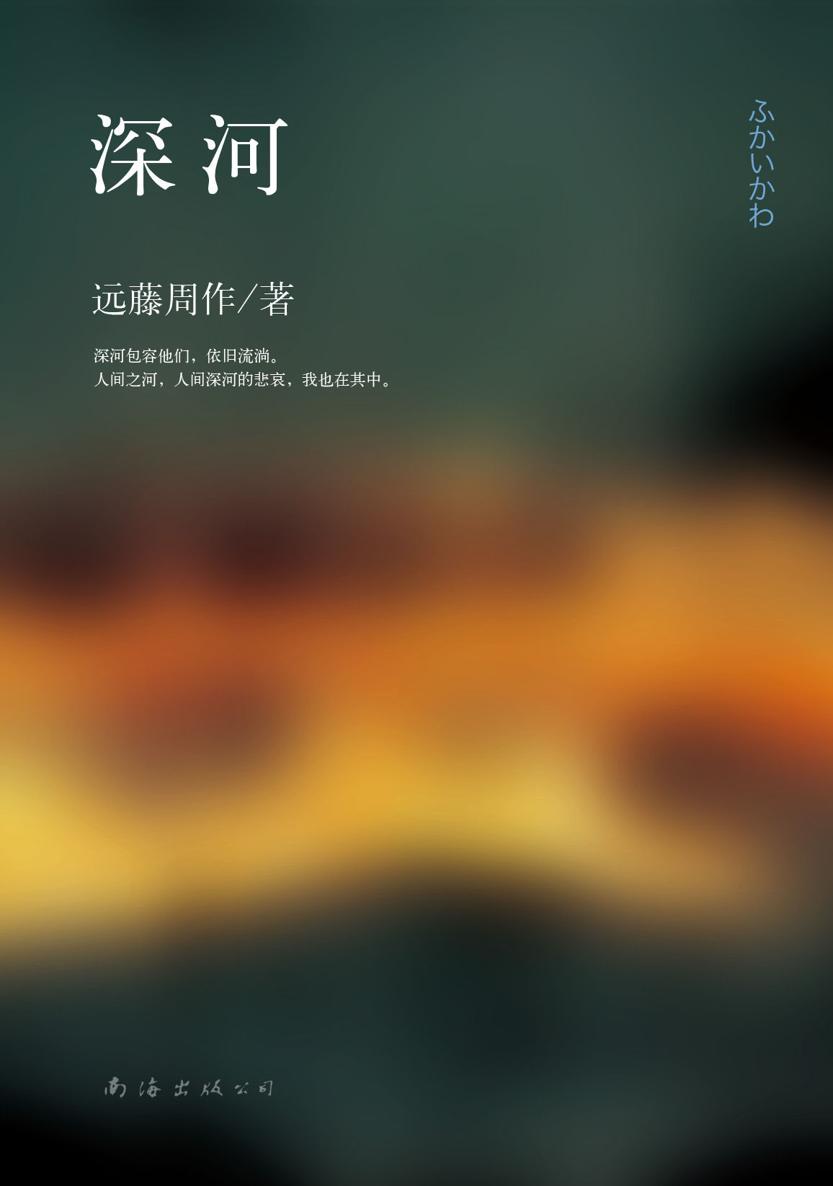 深河
ふかいかわ
远藤周作/著
深河包容他们，依旧流淌。
人间之河，人间深河的悲哀，我也在其中。
南海出版公司